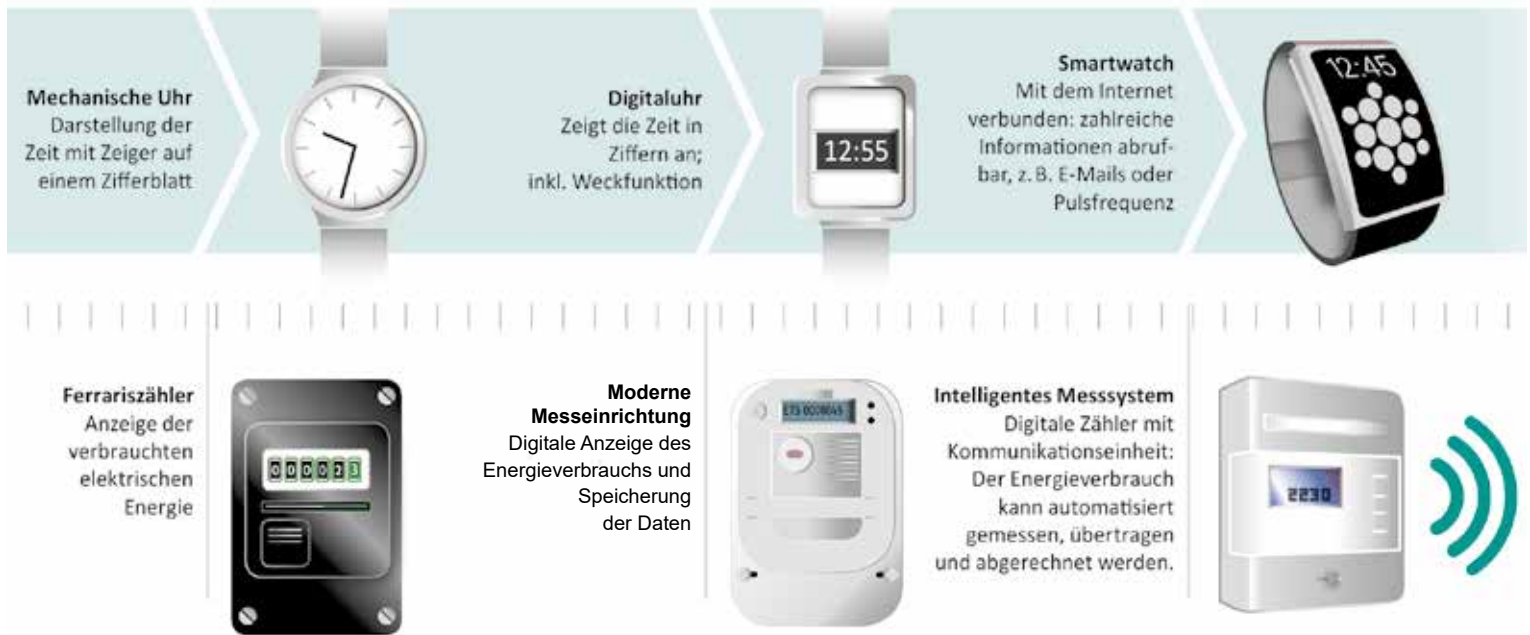 Mechanische Uhr
Darstellung der
Zeit mit Zeiger auf
einem Zifferblatt
Digitaluhr
Zeigt die Zeit in
Ziffern an;
inkl. Weckfunktion
12:55
Smartwatch
Mit dem Internet
verbunden: zahlreiche
Informationen abruf-
bar, z. B. E-Mails oder
Pulsfrequenz
12:45
Ferrariszähler
Anzeige der
verbrauchten
elektrischen
Energie
000023
Moderne
Messeinrichtung
Digitale Anzeige des
Energieverbrauchs und
Speicherung
der Daten
Intelligentes Messsystem
Digitale Zähler mit
Kommunikationseinheit:
Der Energieverbrauch
kann automatisiert
gemessen, übertragen
und abgerechnet werden.
2230